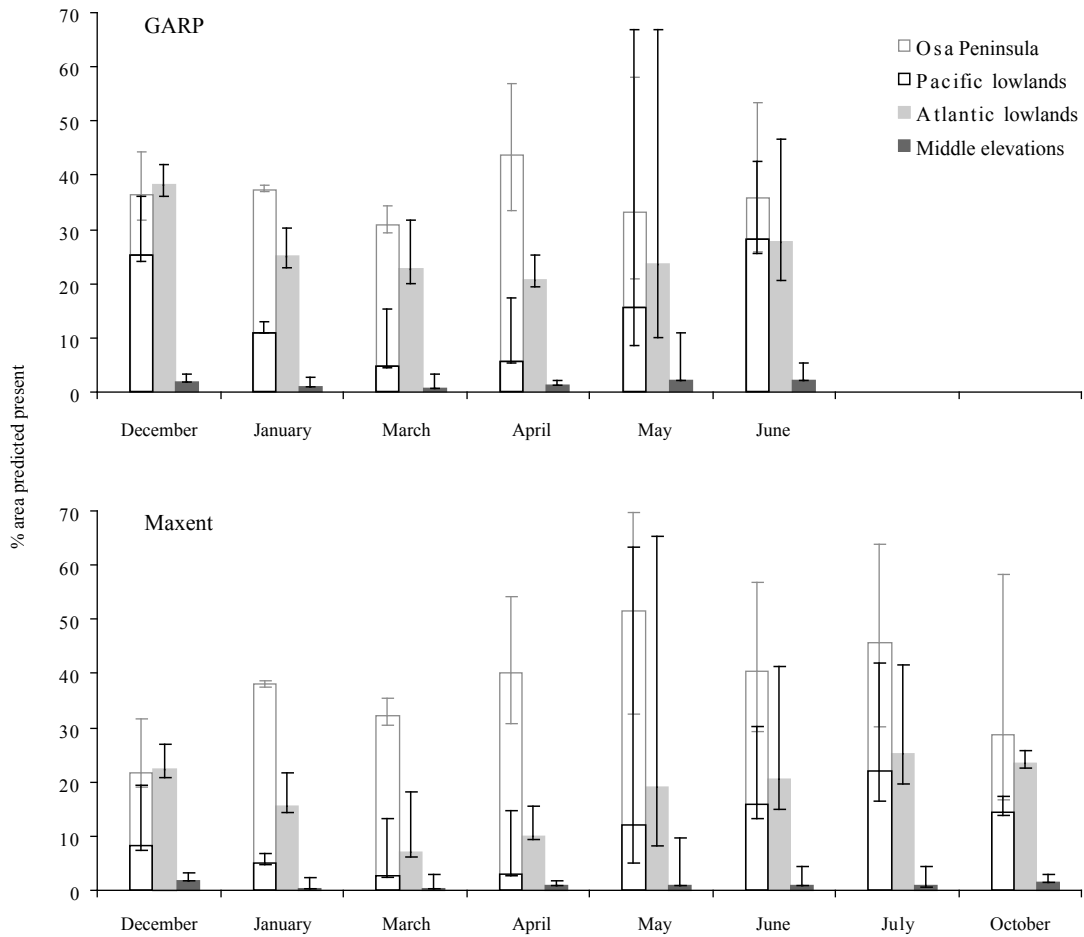 GARP
Osa Peninsula
Pacific lowlands
Atlantic lowlands
Middle elevations
70
60
50
40
30
20
10
0
December January March April May June
% area predicted present
Maxent
70
60
50
40
30
20
10
0
December January March April May June July October